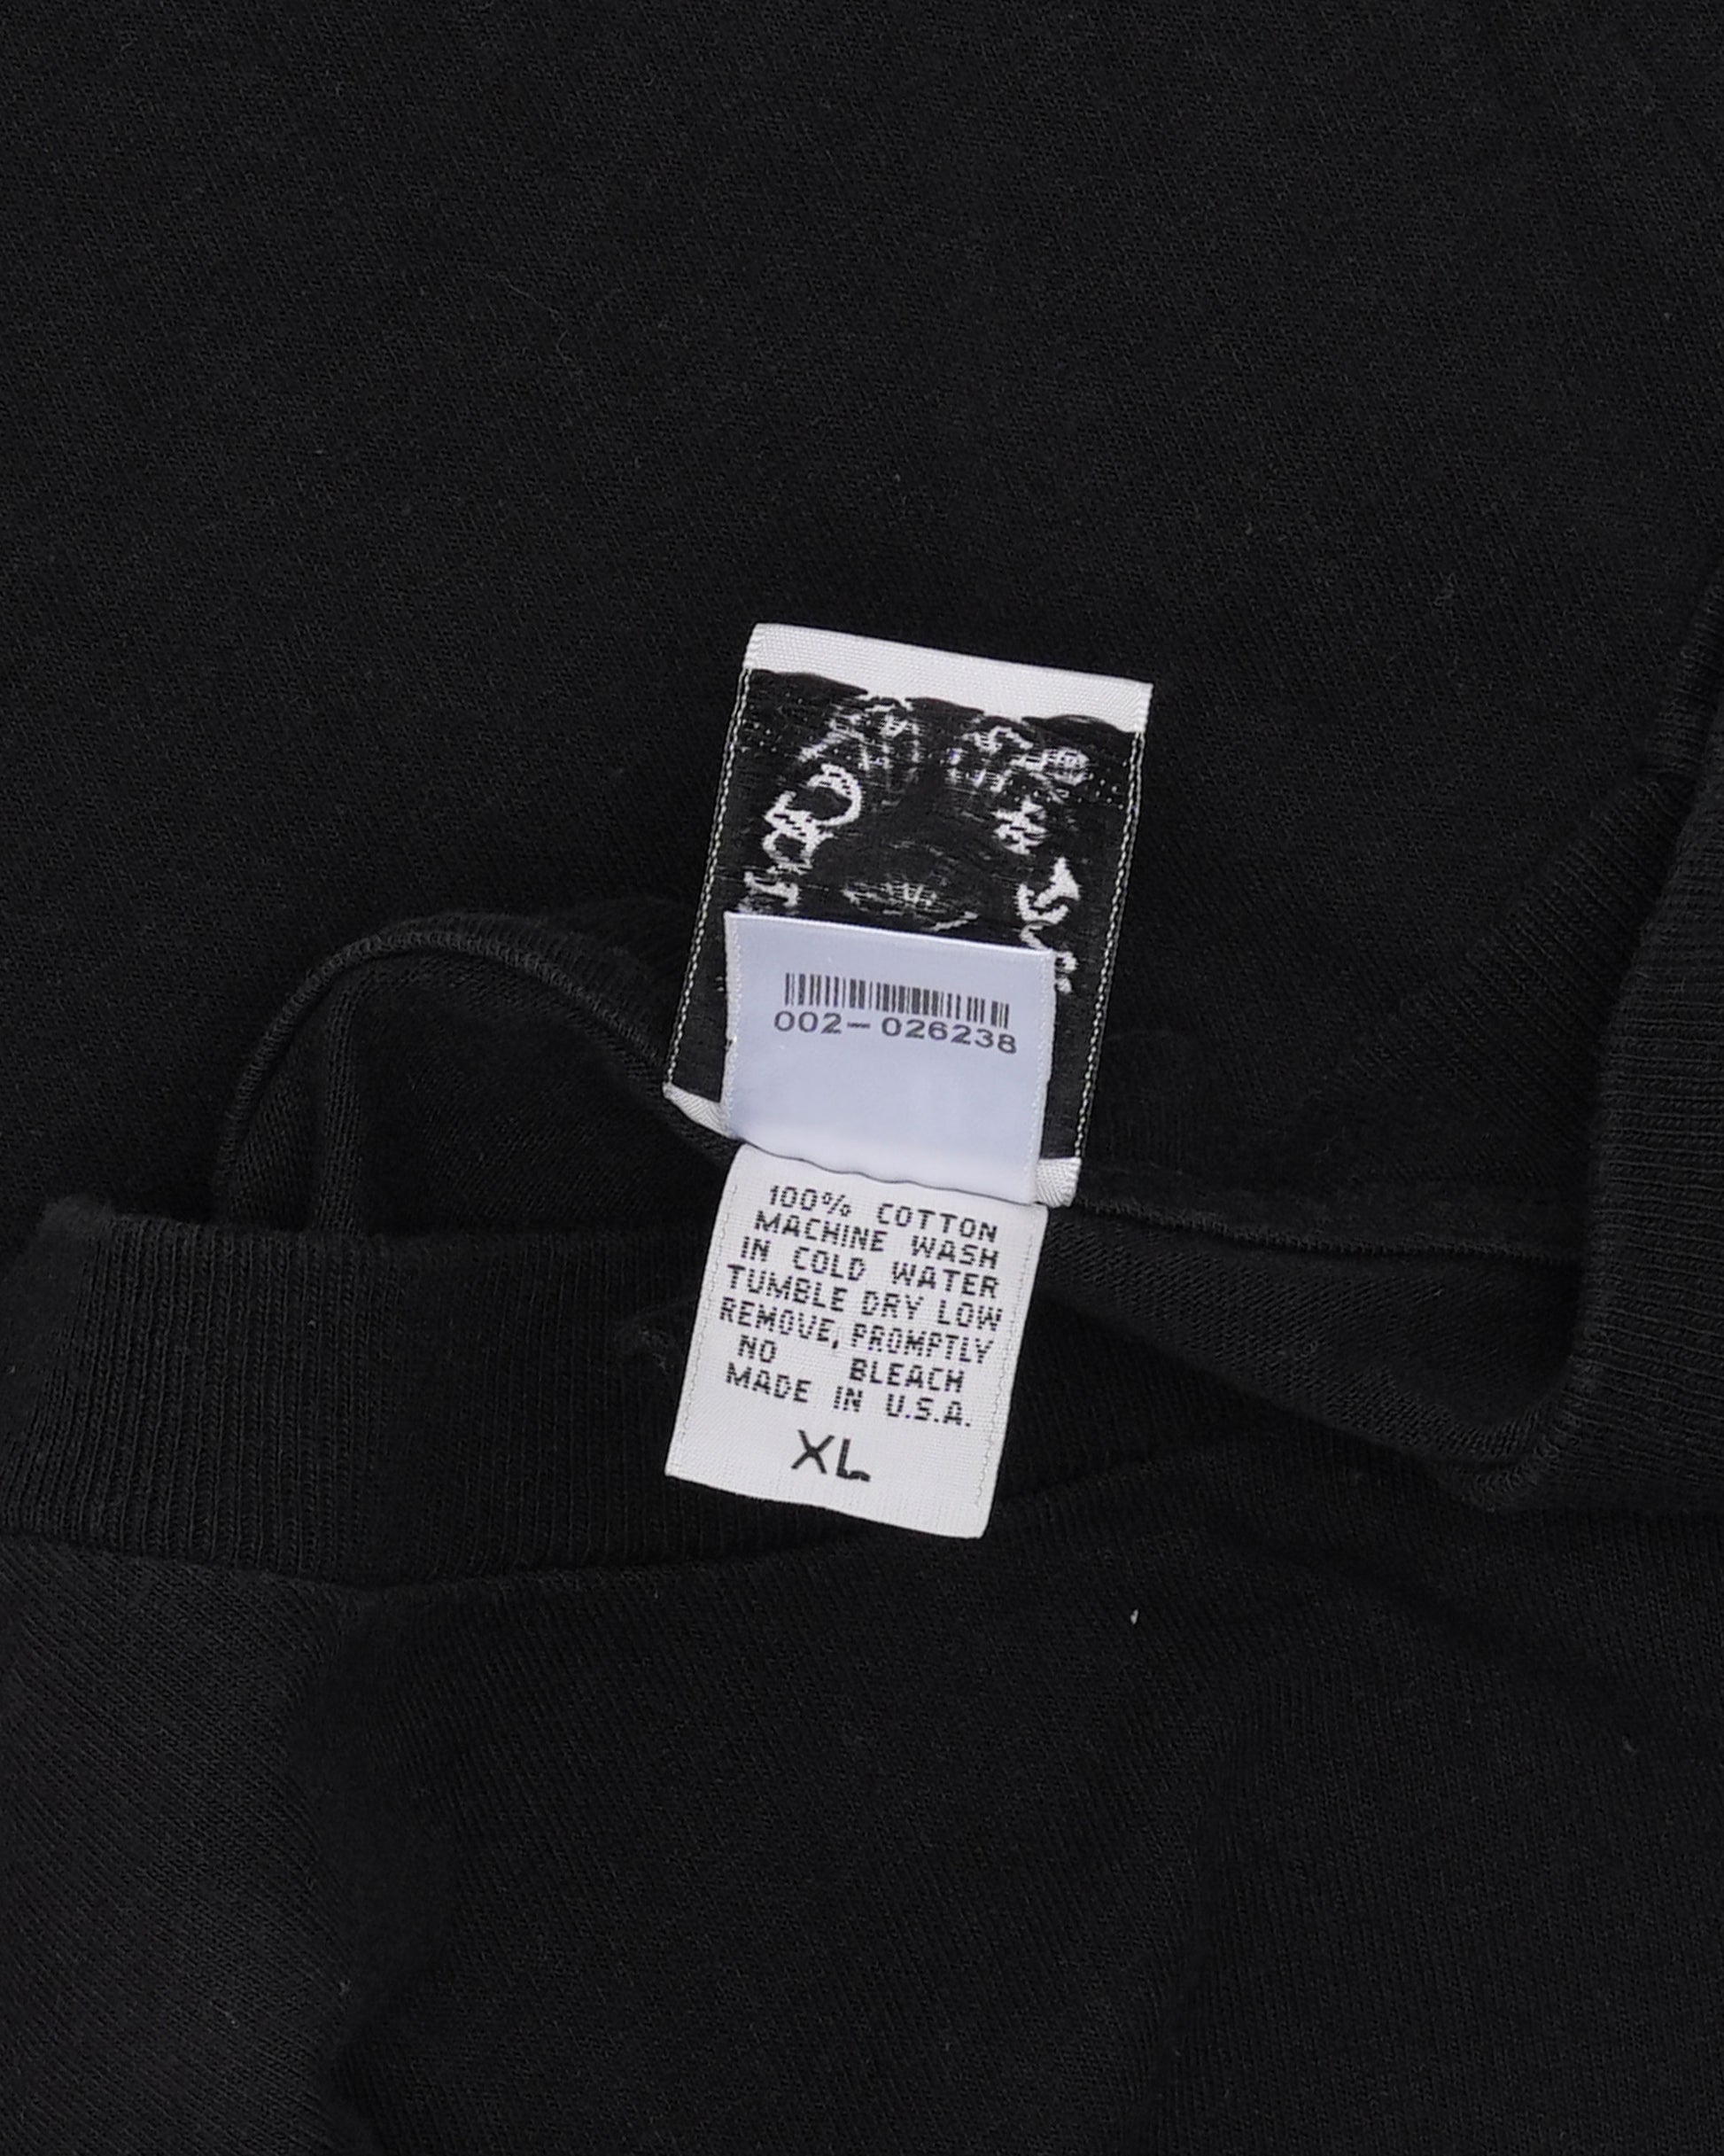 002-026238
100% COTTON
MACHINE WASH
IN COLD WATER
TUMBLE DRY LOW
REMOVE, PROMPTLY
NO BLEACH
MADE IN U.S.A.
XL